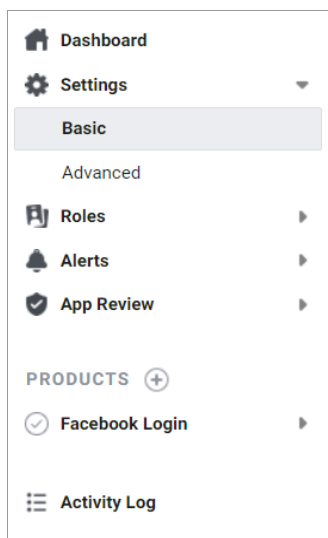 Dashboard
Settings
Basic
Advanced
Roles
Alerts
App Review
PRODUCTS
Facebook Login
Activity Log